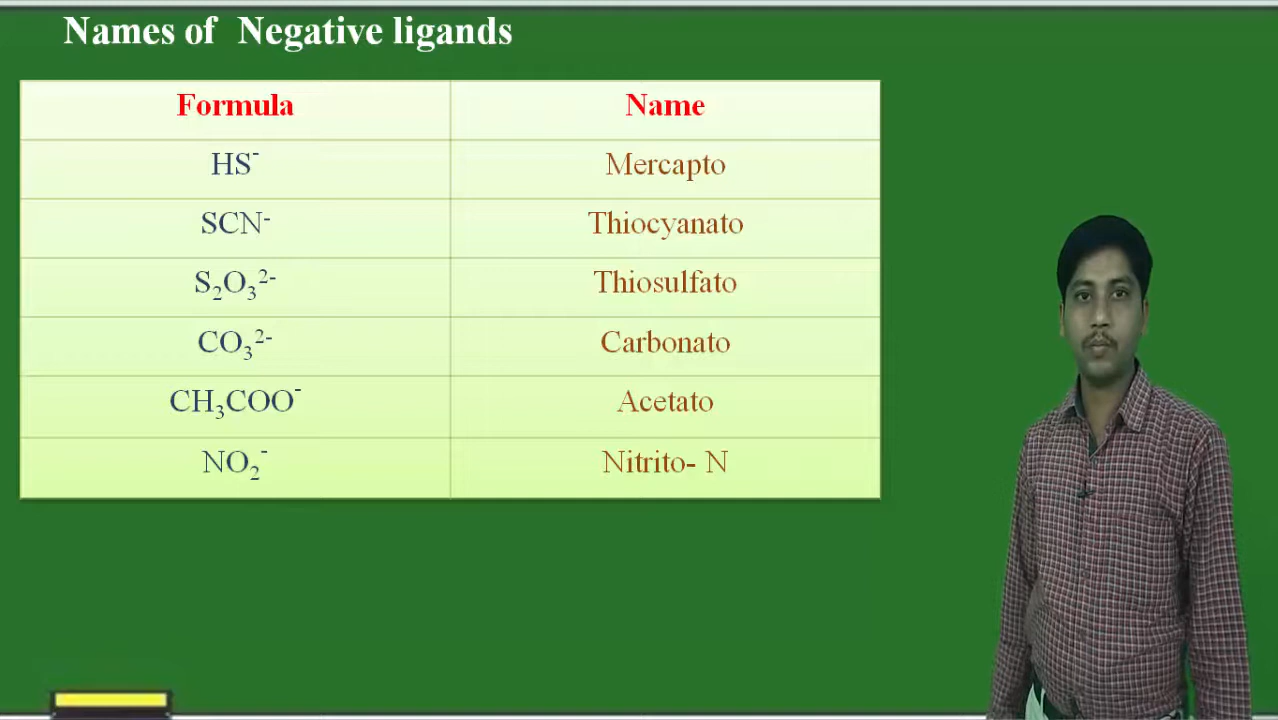 Names of Negative ligands
Formula Name
HS⁻ Mercapto
SCN⁻ Thiocyanato
S₂O₃²⁻ Thiosulfato
CO₃²⁻ Carbonato
CH₃COO⁻ Acetato
NO₂⁻ Nitrito- N